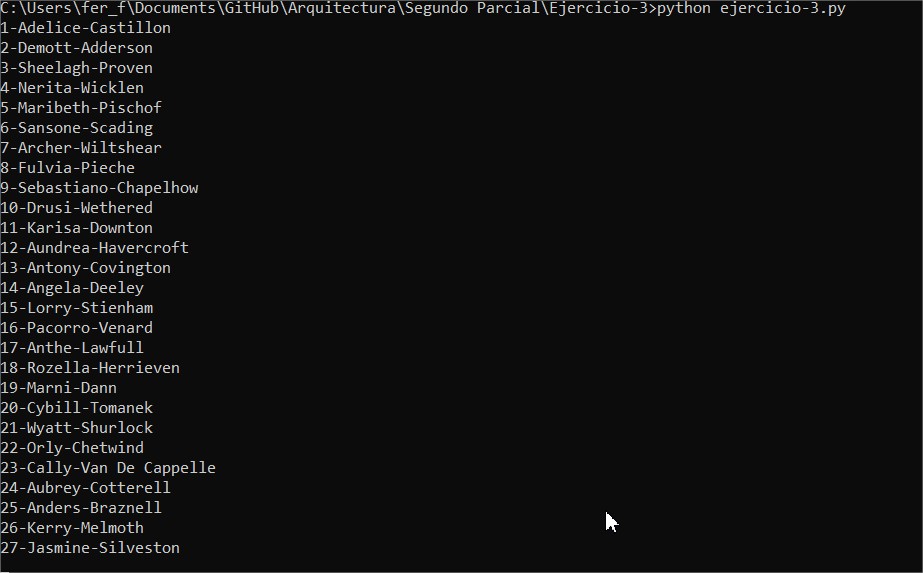 C:\Users\fer_f\Documents\GitHub\Arquitectura\Segundo Parcial\Ejercicio-3>python ejercicio-3.py
1-Adelice-Castillon
2-Demott-Adderson
3-Sheelagh-Proven
4-Nerita-Wicklen
5-Maribeth-Pischof
6-Sansone-Scading
7-Archer-Wiltshear
8-Fulvia-Pieche
9-Sebastiano-Chapelhow
10-Drusi-Wethered
11-Karisa-Downton
12-Aundrea-Havercroft
13-Antony-Covington
14-Angela-Deeley
15-Lorry-Stienham
16-Pacorro-Venard
17-Anthe-Lawfull
18-Rozella-Herrieven
19-Marni-Dann
20-Cybill-Tomanek
21-Wyatt-Shurlock
22-Orly-Chetwind
23-Cally-Van De Cappelle
24-Aubrey-Cotterell
25-Anders-Braznell
26-Kerry-Melmoth
27-Jasmine-Silveston